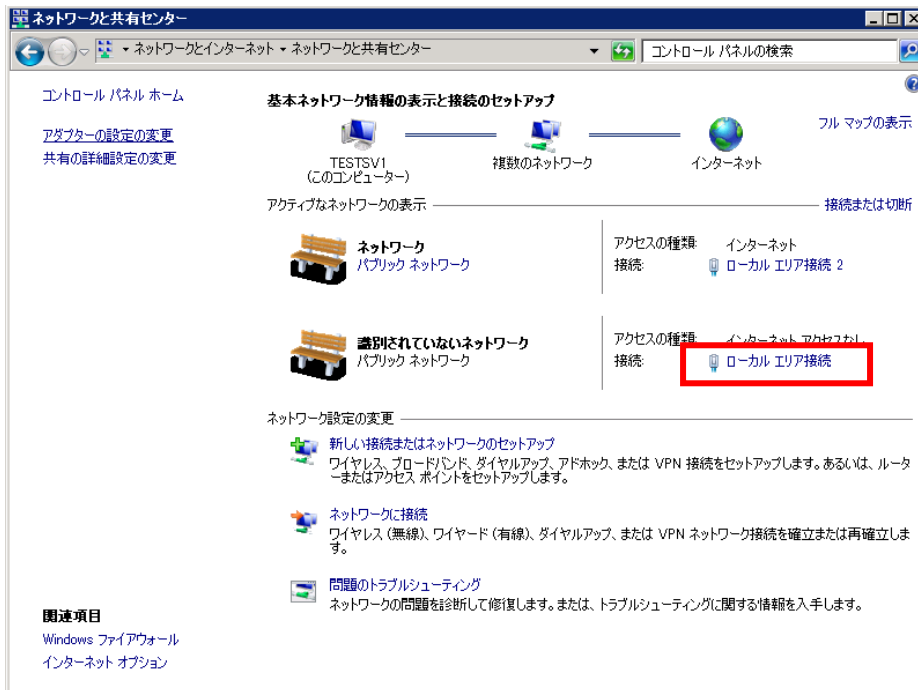 ネットワークと共有センター
ネットワークとインターネット ▾ ネットワークと共有センター
コントロール パネルの検索
コントロール パネル ホーム
アダプターの設定の変更
共有の詳細設定の変更
基本ネットワーク情報の表示と接続のセットアップ
フル マップの表示
TESTSV1
(このコンピューター)
複数のネットワーク
インターネット
アクティブなネットワークの表示
接続または切断
ネットワーク
パブリック ネットワーク
アクセスの種類: インターネット
接続: ローカル エリア接続 2
識別されていないネットワーク
パブリック ネットワーク
アクセスの種類: インターネット アクセスなし
接続: ローカル エリア接続
ネットワーク設定の変更
新しい接続またはネットワークのセットアップ
ワイヤレス、ブロードバンド、ダイヤルアップ、アドホック、または VPN 接続をセットアップします。あるいは、ルータ
ーまたはアクセス ポイントをセットアップします。
ネットワークに接続
ワイヤレス (無線)、ワイヤード (有線)、ダイヤルアップ、または VPN ネットワーク接続を確立または再確立しま
す。
問題のトラブルシューティング
ネットワークの問題を診断して修復します。または、トラブルシューティングに関する情報を入手します。
関連項目
Windows ファイアウォール
インターネット オプション